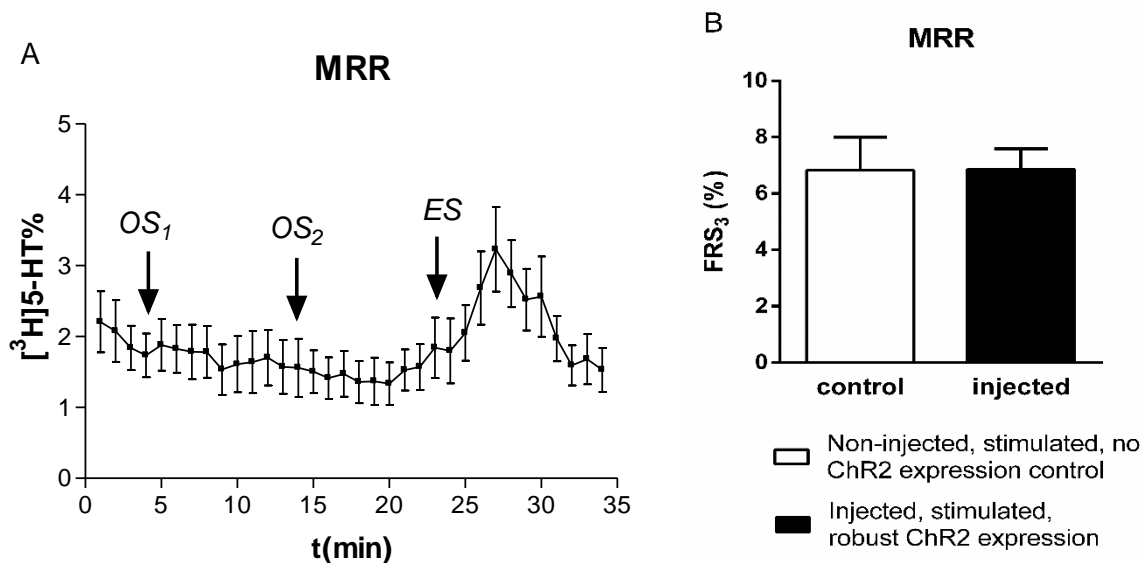 A
MRR
[³H]5-HT%
5
4
3
2
1
0
OS₁
OS₂
ES
0 5 10 15 20 25 30 35
t(min)
B
MRR
FRS₃ (%)
10
8
6
4
2
0
control injected
Non-injected, stimulated, no
ChR2 expression control
Injected, stimulated,
robust ChR2 expression